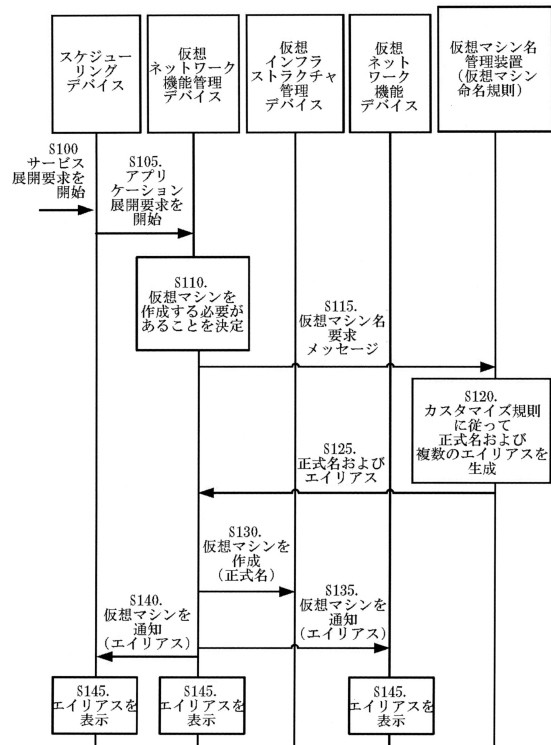 スケジュー
リング
デバイス
仮想
ネットワーク
機能管理
デバイス
仮想
インフラ
ストラクチャ
管理
デバイス
仮想
ネット
ワーク
機能
デバイス
仮想マシン名
管理装置
(仮想マシン
命名規則)
S100
サービス
展開要求を
開始
S105.
アプリ
ケーション
展開要求を
開始
S110.
仮想マシンを
作成する必要が
あることを決定
S115.
仮想マシン名
要求
メッセージ
S120.
カスタマイズ規則
に従って
正式名および
複数のエイリアスを
生成
S125.
正式名および
エイリアス
S130.
仮想マシンを
作成
(正式名)
S135.
仮想マシンを
通知
(エイリアス)
S140.
仮想マシンを
通知
(エイリアス)
S145.
エイリアスを
表示
S145.
エイリアスを
表示
S145.
エイリアスを
表示